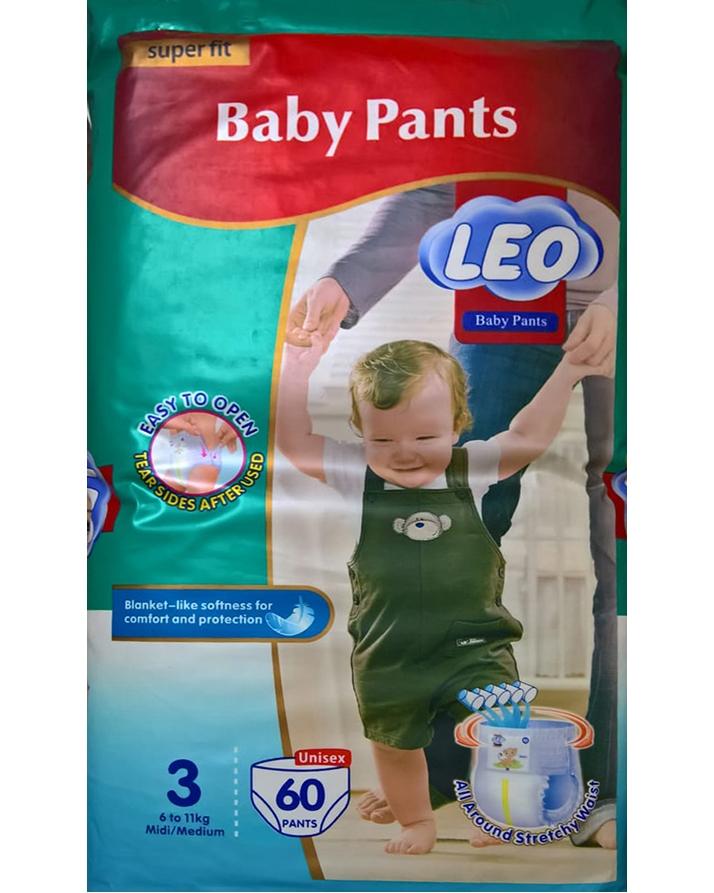 super fit
Baby Pants
LEO
Baby Pants
EASY TO OPEN
TEAR SIDES AFTER USED
Blanket-like softness for
comfort and protection
3
6 to 11kg
Midi/Medium
Unisex
60
PANTS
All Around Stretchy Waist